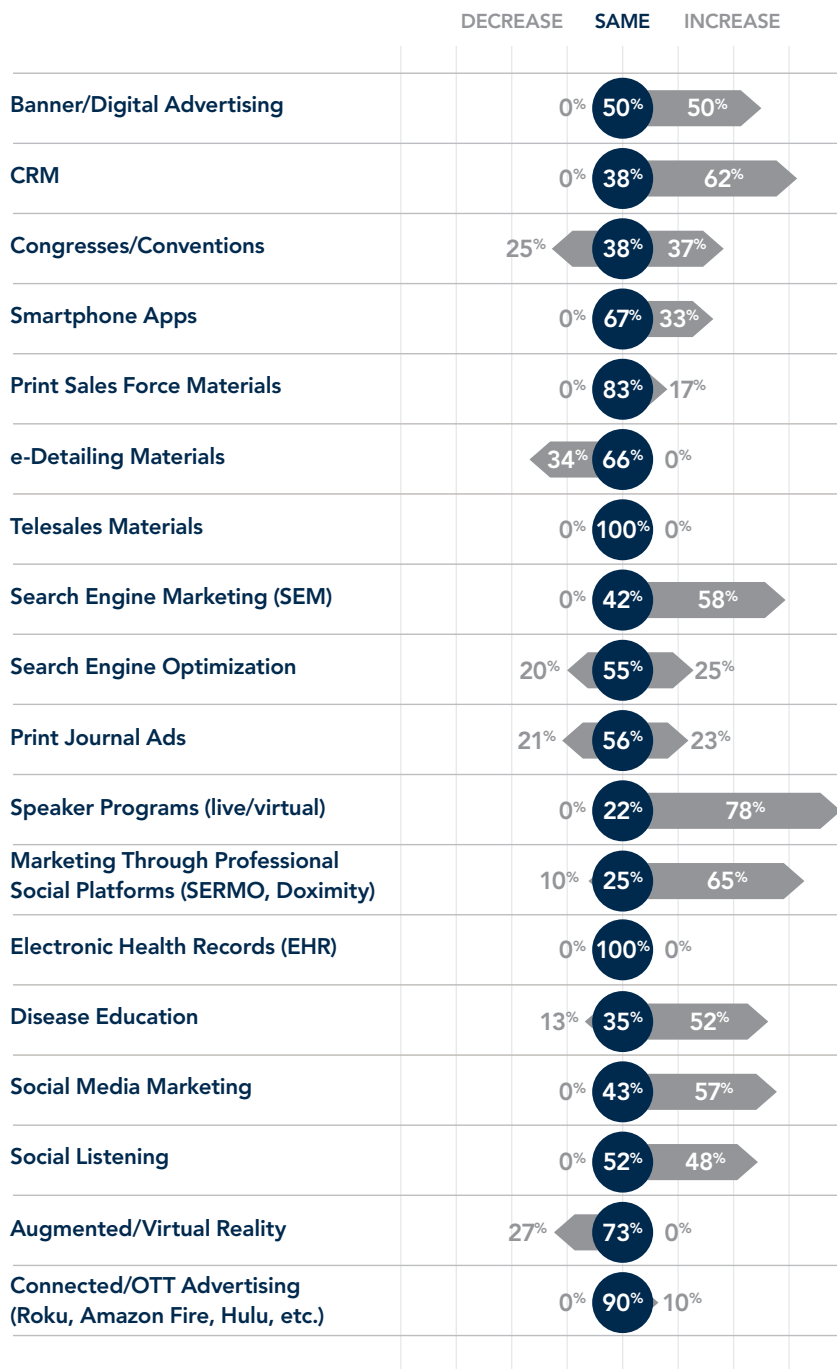 DECREASE SAME INCREASE
Banner/Digital Advertising 0% 50% 50%
CRM 0% 38% 62%
Congresses/Conventions 25% 38% 37%
Smartphone Apps 0% 67% 33%
Print Sales Force Materials 0% 83% 17%
e-Detailing Materials 34% 66% 0%
Telesales Materials 0% 100% 0%
Search Engine Marketing (SEM) 0% 42% 58%
Search Engine Optimization 20% 55% 25%
Print Journal Ads 21% 56% 23%
Speaker Programs (live/virtual) 0% 22% 78%
Marketing Through Professional
Social Platforms (SERMO, Doximity) 10% 25% 65%
Electronic Health Records (EHR) 0% 100% 0%
Disease Education 13% 35% 52%
Social Media Marketing 0% 43% 57%
Social Listening 0% 52% 48%
Augmented/Virtual Reality 27% 73% 0%
Connected/OTT Advertising
(Roku, Amazon Fire, Hulu, etc.) 0% 90% 10%